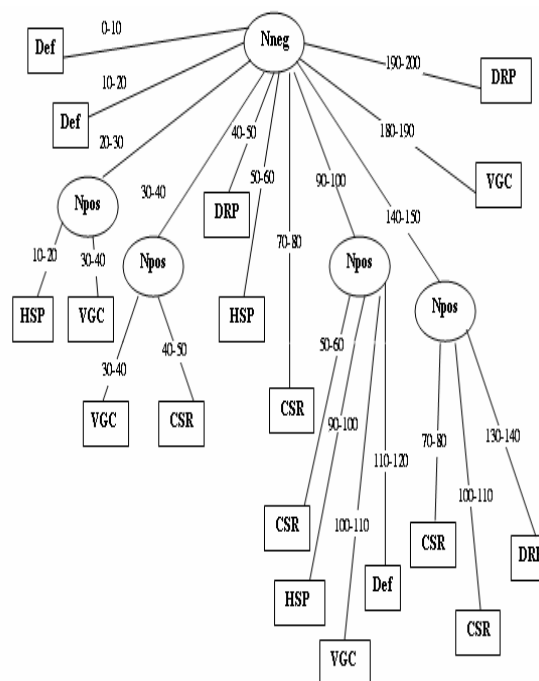 Nneg
0-10
Def
190-200
DRP
10-20
Def
20-30
40-50
180-190
50-60
VGC
30-40
90-100
Npos
DRP
140-150
70-80
10-20
30-40
Npos
Npos
Npos
HSP
VGC
HSP
50-60
40-50
30-40
CSR
VGC
CSR
90-100
70-80
130-140
110-120
100-110
100-110
CSR
CSR
DRP
Def
HSP
CSR
VGC